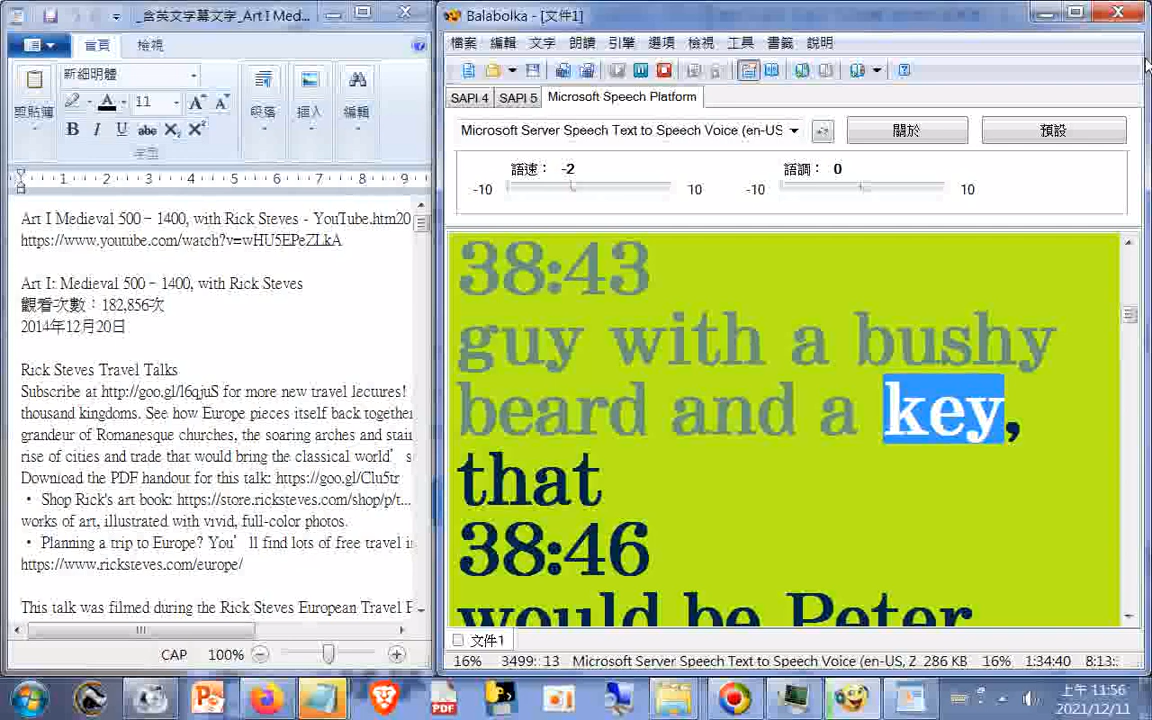 _含英文字幕文字_Art I Med...
首頁
檢視
剪貼簿
新細明體
11
B I U abc X₂ X²
字型
段落
插入
編輯
1 2 3 4 5 6 7 8 9
Art I Medieval 500 – 1400, with Rick Steves - YouTube.htm20
https://www.youtube.com/watch?v=wHU5EPeZLkA
Art I: Medieval 500 – 1400, with Rick Steves
觀看次數：182,856次
2014年12月20日
Rick Steves Travel Talks
Subscribe at http://goo.gl/l6qjuS for more new travel lectures!
thousand kingdoms. See how Europe pieces itself back together
grandeur of Romanesque churches, the soaring arches and stain
rise of cities and trade that would bring the classical world's
Download the PDF handout for this talk: https://goo.gl/Clu5tr
• Shop Rick's art book: https://store.ricksteves.com/shop/p/t...
works of art, illustrated with vivid, full-color photos.
• Planning a trip to Europe? You'll find lots of free travel i
https://www.ricksteves.com/europe/
This talk was filmed during the Rick Steves European Travel F
CAP 100%
Balabolka - [文件1]
檔案 編輯 文字 朗讀 引擎 選項 檢視 工具 書籤 說明
SAPI 4 SAPI 5 Microsoft Speech Platform
Microsoft Server Speech Text to Speech Voice (en-US
關於
預設
語速： -2
語調： 0
-10 10 -10 10
38:43
guy with a bushy
beard and a key,
that
38:46
would be Peter
文件1
16% 3499:: 13 Microsoft Server Speech Text to Speech Voice (en-US, Z 286 KB 16% 1:34:40 8:13:
PDF
上午 11:56
2021/12/11